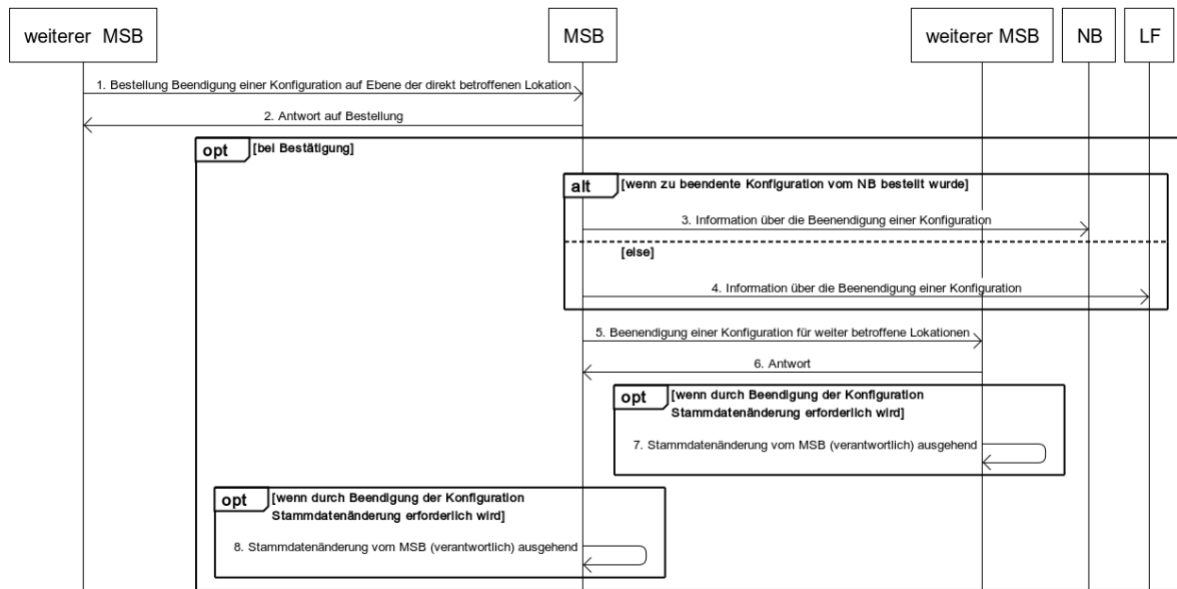 weiterer MSB
MSB
weiterer MSB
NB
LF
1. Bestellung Beendigung einer Konfiguration auf Ebene der direkt betroffenen Lokation
2. Antwort auf Bestellung
opt
[bei Bestätigung]
alt
[wenn zu beendente Konfiguration vom NB bestellt wurde]
3. Information über die Beenendigung einer Konfiguration
[else]
4. Information über die Beenendigung einer Konfiguration
5. Beenendigung einer Konfiguration für weiter betroffene Lokationen
6. Antwort
opt
[wenn durch Beendigung der Konfiguration
Stammdatenänderung erforderlich wird]
7. Stammdatenänderung vom MSB (verantwortlich) ausgehend
opt
[wenn durch Beendigung der Konfiguration
Stammdatenänderung erforderlich wird]
8. Stammdatenänderung vom MSB (verantwortlich) ausgehend